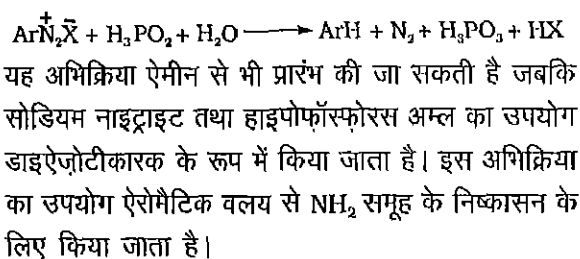 ArN₂⁺X⁻ + H₃PO₂ + H₂O ⟶ ArH + N₂ + H₃PO₃ + HX
यह अभिक्रिया ऐमीन से भी प्रारंभ की जा सकती है जबकि
सोडियम नाइट्राइट तथा हाइपोफॉस्फोरस अम्ल का उपयोग
डाइऐज़ोटीकारक के रूप में किया जाता है। इस अभिक्रिया
का उपयोग ऐरोमैटिक वलय से NH₂ समूह के निष्कासन के
लिए किया जाता है।